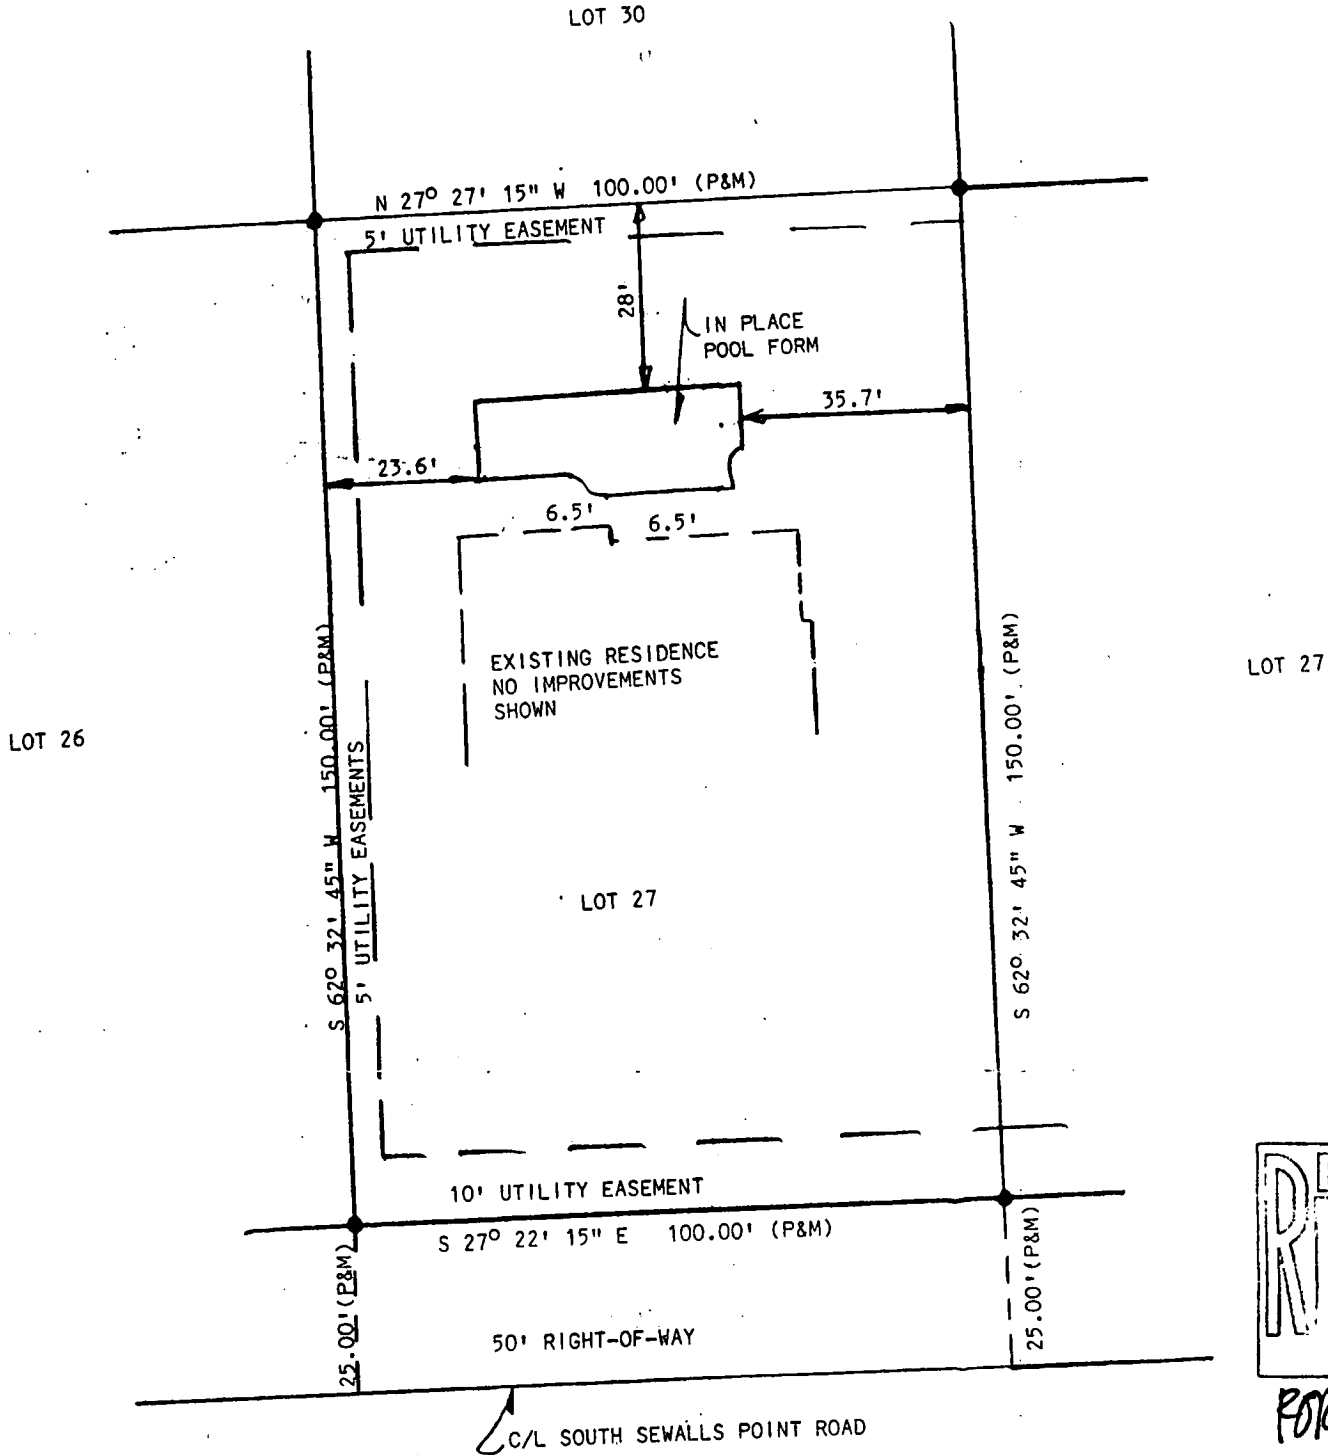 LOT 30
N 27° 27' 15" W 100.00' (P&M)
5' UTILITY EASEMENT
28'
IN PLACE
POOL FORM
35.7'
23.6'
6.5'
6.5'
EXISTING RESIDENCE
NO IMPROVEMENTS
SHOWN
LOT 26
LOT 27
S 62° 32' 45" W 150.00' (P&M)
5' UTILITY EASEMENTS
S 62° 32' 45" W 150.00' (P&M)
LOT 27
10' UTILITY EASEMENT
S 27° 22' 15" E 100.00' (P&M)
25.00' (P&M)
25.00' (P&M)
50' RIGHT-OF-WAY
C/L SOUTH SEWALLS POINT ROAD